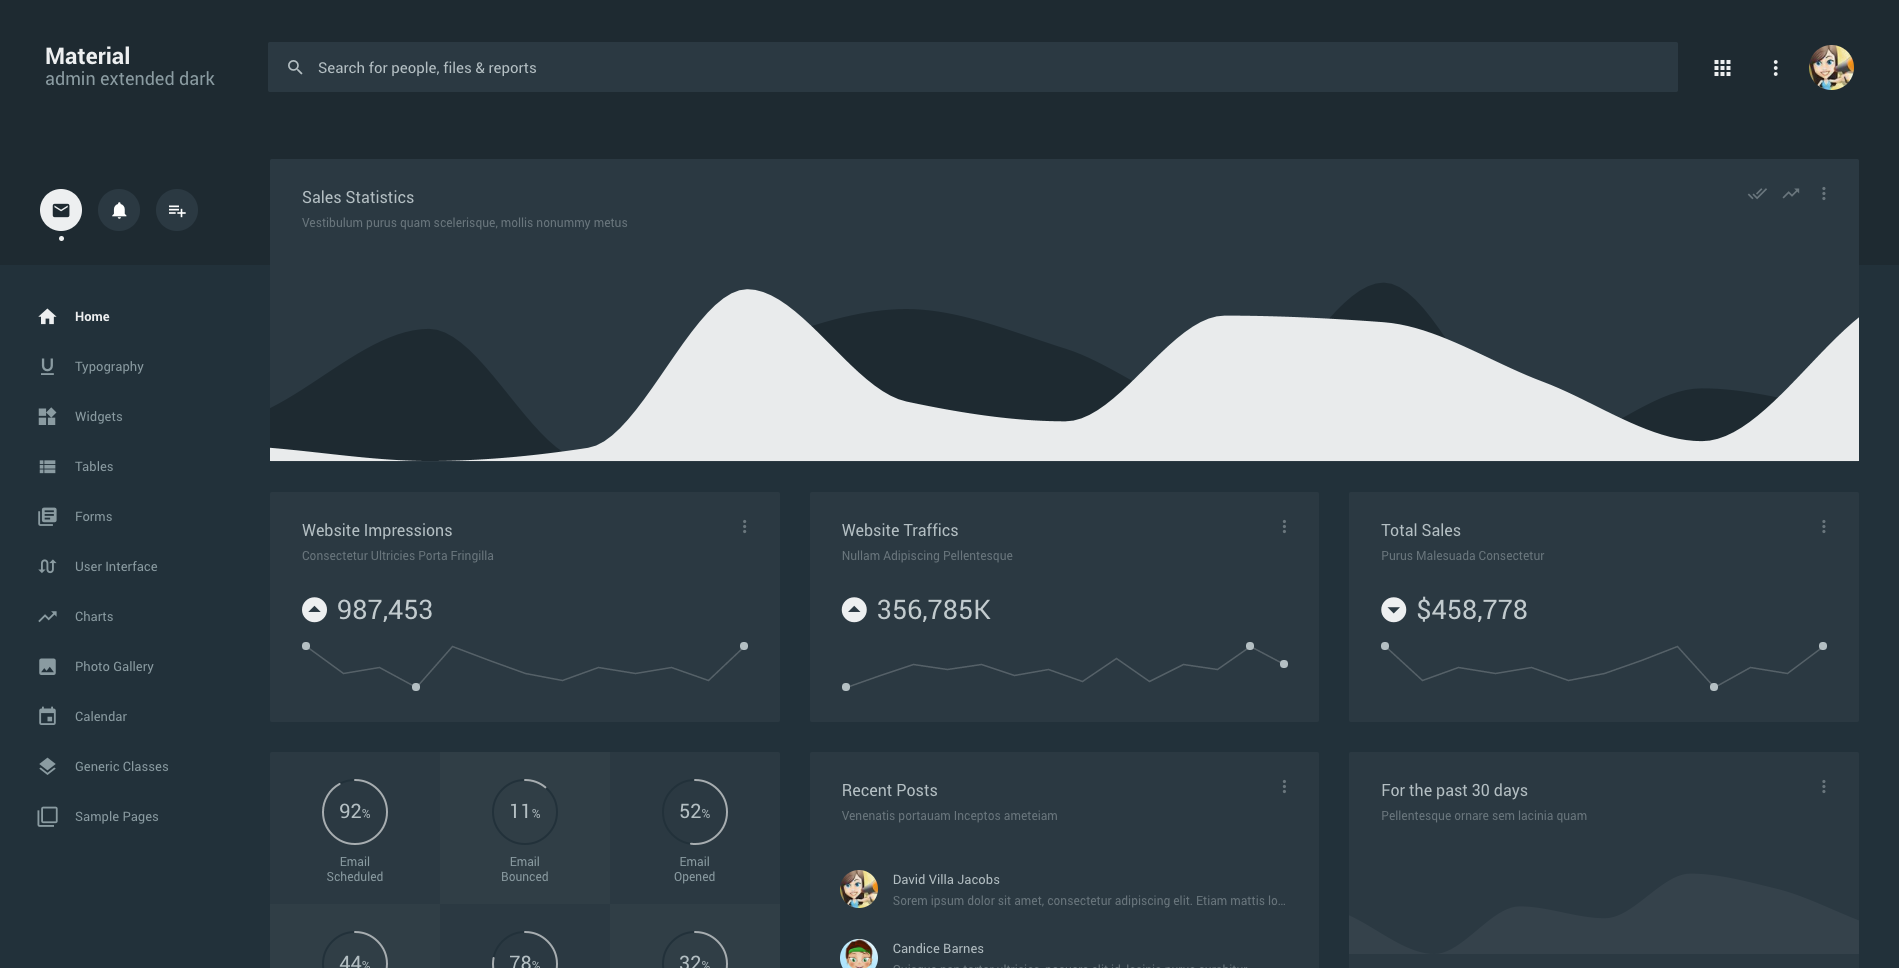 Material
admin extended dark
Search for people, files & reports
Sales Statistics
Vestibulum purus quam scelerisque, mollis nonummy metus
Home
Typography
Widgets
Tables
Forms
User Interface
Charts
Photo Gallery
Calendar
Generic Classes
Sample Pages
Website Impressions
Consectetur Ultricies Porta Fringilla
987,453
Website Traffics
Nullam Adipiscing Pellentesque
356,785K
Total Sales
Purus Malesuada Consectetur
$458,778
92%
Email
Scheduled
11%
Email
Bounced
52%
Email
Opened
44%
78%
32%
Recent Posts
Venenatis portauam Inceptos ameteiam
David Villa Jacobs
Sorem ipsum dolor sit amet, consectetur adipiscing elit. Etiam mattis lo...
Candice Barnes
For the past 30 days
Pellentesque ornare sem lacinia quam